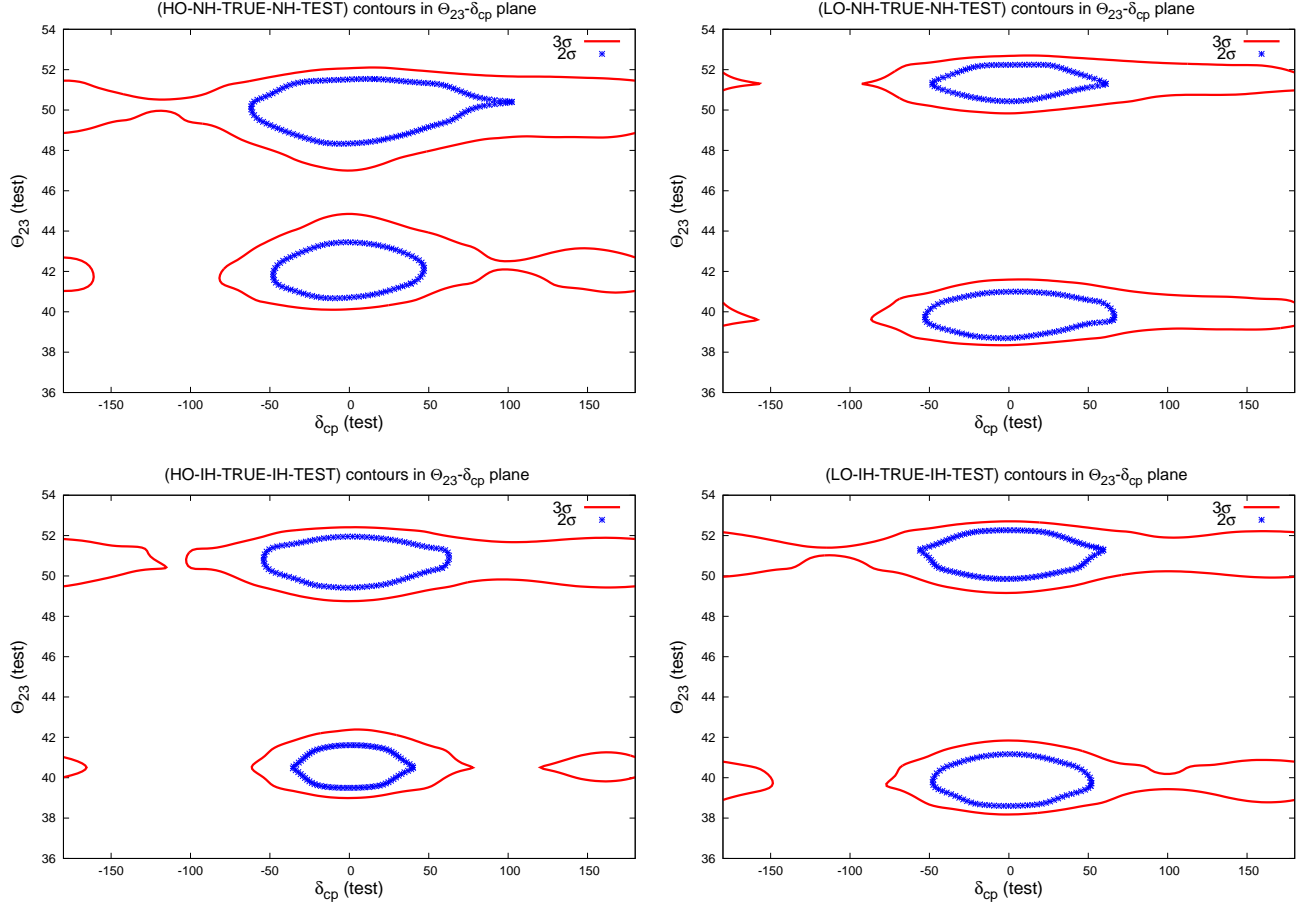 (HO-NH-TRUE-NH-TEST) contours in Θ23-δcp plane
3σ
2σ
54
52
50
48
46
44
42
40
38
36
Θ23 (test)
-150 -100 -50 0 50 100 150
δcp (test)
(LO-NH-TRUE-NH-TEST) contours in Θ23-δcp plane
3σ
2σ
54
52
50
48
46
44
42
40
38
36
Θ23 (test)
-150 -100 -50 0 50 100 150
δcp (test)
(HO-IH-TRUE-IH-TEST) contours in Θ23-δcp plane
3σ
2σ
54
52
50
48
46
44
42
40
38
36
Θ23 (test)
-150 -100 -50 0 50 100 150
δcp (test)
(LO-IH-TRUE-IH-TEST) contours in Θ23-δcp plane
3σ
2σ
54
52
50
48
46
44
42
40
38
36
Θ23 (test)
-150 -100 -50 0 50 100 150
δcp (test)